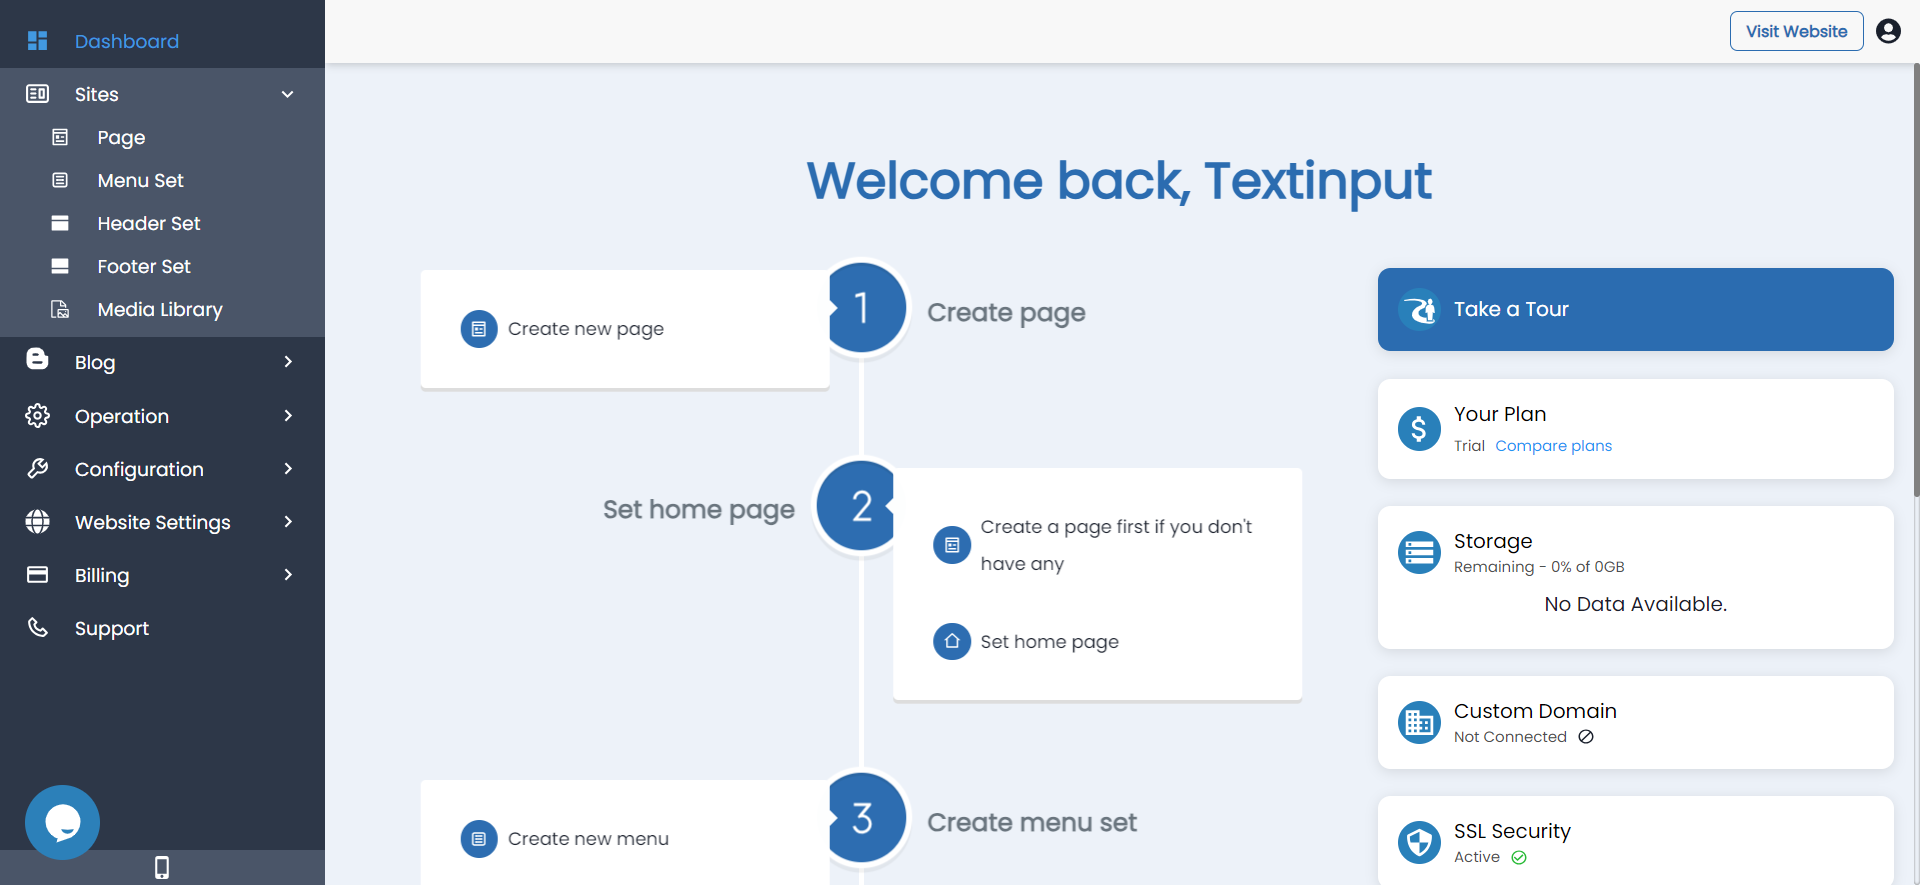 Dashboard
Sites
Page
Menu Set
Header Set
Footer Set
Media Library
Blog
Operation
Configuration
Website Settings
Billing
Support
Visit Website
Welcome back, Textinput
Create new page
1
Create page
Set home page
2
Create a page first if you don't
have any
Set home page
Create new menu
3
Create menu set
Take a Tour
Your Plan
Trial Compare plans
Storage
Remaining - 0% of 0GB
No Data Available.
Custom Domain
Not Connected
SSL Security
Active